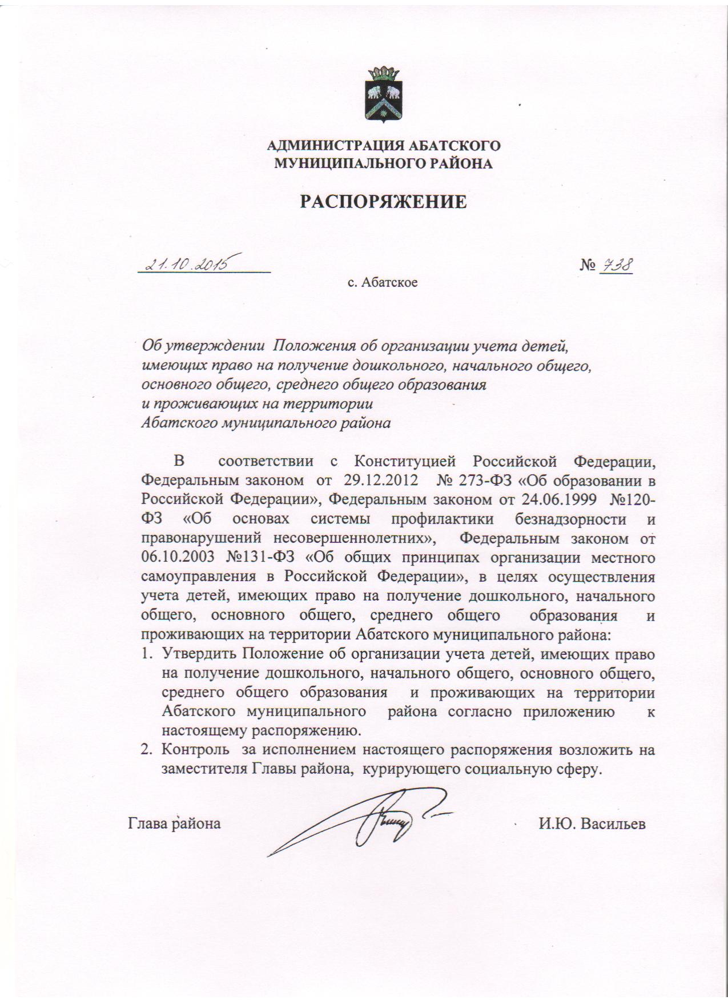 АДМИНИСТРАЦИЯ АБАТСКОГО
МУНИЦИПАЛЬНОГО РАЙОНА
РАСПОРЯЖЕНИЕ
21.10.2015 № 738
с. Абатское
Об утверждении Положения об организации учета детей,
имеющих право на получение дошкольного, начального общего,
основного общего, среднего общего образования
и проживающих на территории
Абатского муниципального района
В соответствии с Конституцией Российской Федерации,
Федеральным законом от 29.12.2012 № 273-ФЗ «Об образовании в
Российской Федерации», Федеральным законом от 24.06.1999 №120-
ФЗ «Об основах системы профилактики безнадзорности и
правонарушений несовершеннолетних», Федеральным законом от
06.10.2003 №131-ФЗ «Об общих принципах организации местного
самоуправления в Российской Федерации», в целях осуществления
учета детей, имеющих право на получение дошкольного, начального
общего, основного общего, среднего общего образования и
проживающих на территории Абатского муниципального района:
1. Утвердить Положение об организации учета детей, имеющих право
на получение дошкольного, начального общего, основного общего,
среднего общего образования и проживающих на территории
Абатского муниципального района согласно приложению к
настоящему распоряжению.
2. Контроль за исполнением настоящего распоряжения возложить на
заместителя Главы района, курирующего социальную сферу.
Глава района И.Ю. Васильев